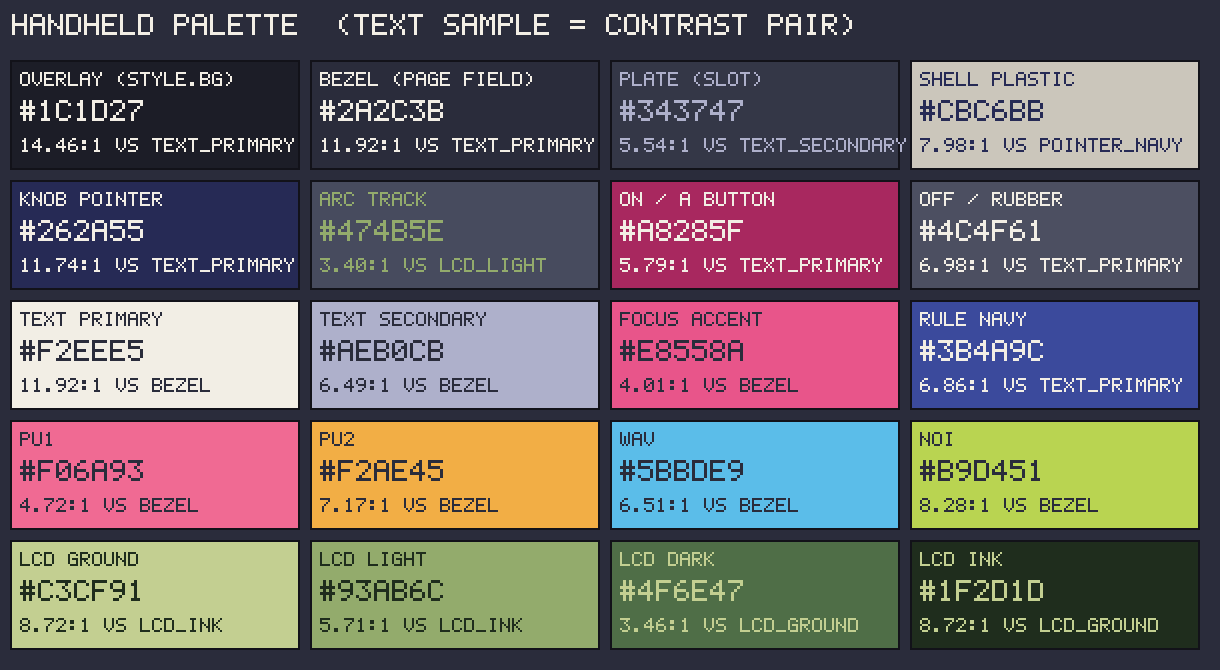 HANDHELD PALETTE (TEXT SAMPLE = CONTRAST PAIR)
OVERLAY (STYLE.BG)
#1C1D27
14.46:1 VS TEXT_PRIMARY
BEZEL (PAGE FIELD)
#2A2C3B
11.92:1 VS TEXT_PRIMARY
PLATE (SLOT)
#343747
5.54:1 VS TEXT_SECONDARY
SHELL PLASTIC
#CBC6BB
7.98:1 VS POINTER_NAVY
KNOB POINTER
#262A55
11.74:1 VS TEXT_PRIMARY
ARC TRACK
#474B5E
3.40:1 VS LCD_LIGHT
ON / A BUTTON
#A8285F
5.79:1 VS TEXT_PRIMARY
OFF / RUBBER
#4C4F61
6.98:1 VS TEXT_PRIMARY
TEXT PRIMARY
#F2EEE5
11.92:1 VS BEZEL
TEXT SECONDARY
#AEB0CB
6.49:1 VS BEZEL
FOCUS ACCENT
#E8558A
4.01:1 VS BEZEL
RULE NAVY
#3B4A9C
6.86:1 VS TEXT_PRIMARY
PU1
#F06A93
4.72:1 VS BEZEL
PU2
#F2AE45
7.17:1 VS BEZEL
WAV
#5BBDE9
6.51:1 VS BEZEL
NOI
#B9D451
8.28:1 VS BEZEL
LCD GROUND
#C3CF91
8.72:1 VS LCD_INK
LCD LIGHT
#93AB6C
5.71:1 VS LCD_INK
LCD DARK
#4F6E47
3.46:1 VS LCD_GROUND
LCD INK
#1F2D1D
8.72:1 VS LCD_GROUND